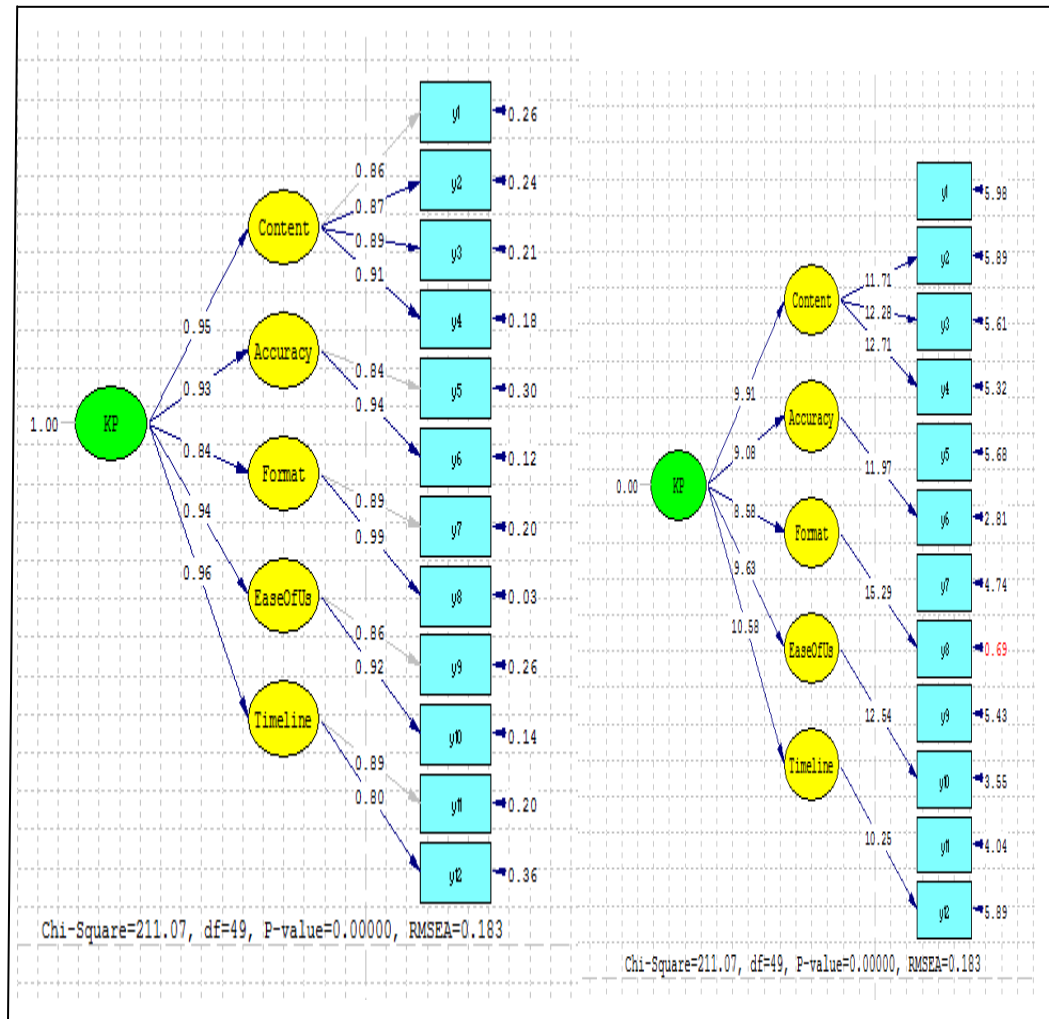 y1
0.26
0.86
y2
0.24
0.87
Content
0.89
y3
0.21
0.91
y4
0.18
0.95
Accuracy
0.84
y5
0.30
0.93
0.94
1.00
KP
y6
0.12
0.84
Format
0.89
y7
0.20
0.94
0.99
0.96
y8
0.03
EaseOfUs
0.86
y9
0.26
0.92
Timeline
y10
0.14
0.89
y11
0.20
0.80
y12
0.36
Chi-Square=211.07, df=49, P-value=0.00000, RMSEA=0.183
y1
5.98
y2
5.89
11.71
Content
12.28
y3
5.61
12.71
y4
5.32
9.91
Accuracy
y5
5.68
9.08
11.97
0.00
KP
y6
2.81
8.58
Format
y7
4.74
9.63
15.29
10.58
EaseOfUs
y8
0.69
y9
5.43
12.54
Timeline
y10
3.55
10.25
y11
4.04
y12
5.89
Chi-Square=211.07, df=49, P-value=0.00000, RMSEA=0.183